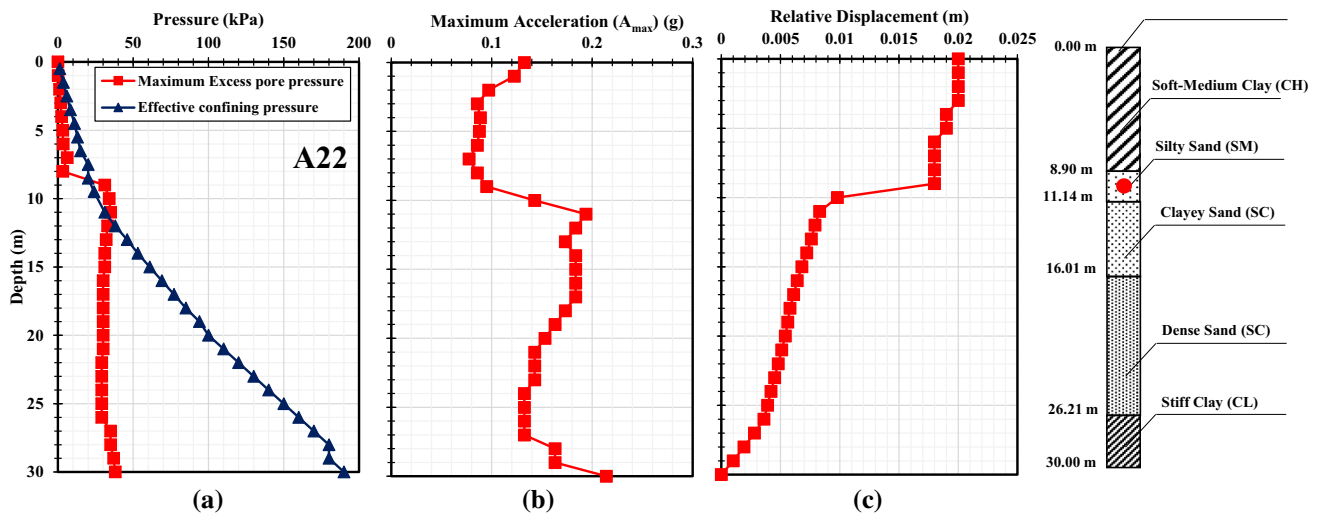 Pressure (kPa)
0 50 100 150 200
Depth (m)
0
5
10
15
20
25
30
Maximum Excess pore pressure
Effective confining pressure
A22
(a)
Maximum Acceleration (Amax) (g)
0 0.1 0.2 0.3
(b)
Relative Displacement (m)
0 0.005 0.01 0.015 0.02 0.025
(c)
0.00 m
Soft-Medium Clay (CH)
Silty Sand (SM)
8.90 m
11.14 m
Clayey Sand (SC)
16.01 m
Dense Sand (SC)
26.21 m
Stiff Clay (CL)
30.00 m